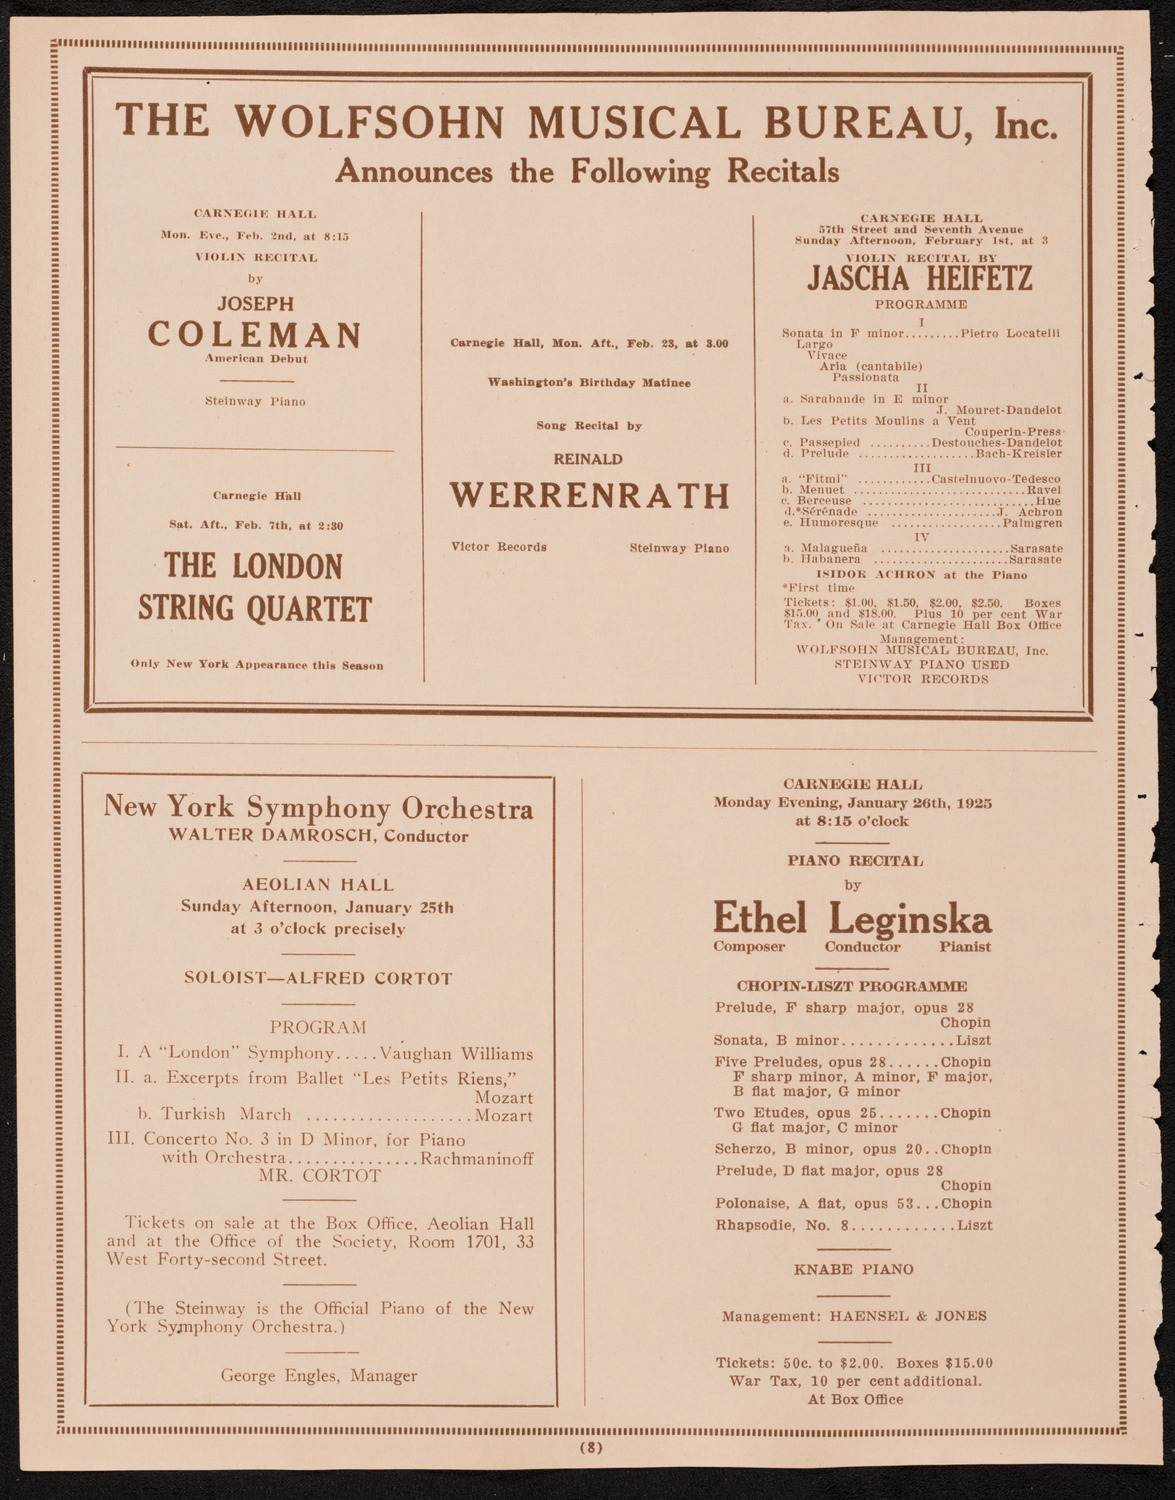 THE WOLFSOHN MUSICAL BUREAU, Inc.
Announces the Following Recitals
CARNEGIE HALL
Mon. Eve., Feb. 2nd, at 8:15
VIOLIN RECITAL
by
JOSEPH
COLEMAN
American Debut
Steinway Piano
Carnegie Hall
Sat. Aft., Feb. 7th, at 2:30
THE LONDON
STRING QUARTET
Only New York Appearance this Season
Carnegie Hall, Mon. Aft., Feb. 23, at 3.00
Washington's Birthday Matinee
Song Recital by
REINALD
WERRENRATH
Victor Records Steinway Piano
CARNEGIE HALL
57th Street and Seventh Avenue
Sunday Afternoon, February 1st, at 3
VIOLIN RECITAL BY
JASCHA HEIFETZ
PROGRAMME
I
Sonata in F minor.........Pietro Locatelli
Largo
Vivace
Aria (cantabile)
Passionata
II
a. Sarabande in E minor
J. Mouret-Dandelot
b. Les Petits Moulins a Vent
Couperin-Press
c. Passepied ..........Destouches-Dandelot
d. Prelude ..................Bach-Kreisler
III
a. "Fitmi" ............Castelnuovo-Tedesco
b. Menuet ............................Ravel
c. Berceuse ............................Hue
d.*Sérénade .....................J. Achron
e. Humoresque ..................Palmgren
IV
a. Malagueña .....................Sarasate
b. Habanera ......................Sarasate
ISIDOR ACHRON at the Piano
*First time
Tickets: $1.00, $1.50, $2.00, $2.50. Boxes
$15.00 and $18.00. Plus 10 per cent War
Tax. On Sale at Carnegie Hall Box Office
Management:
WOLFSOHN MUSICAL BUREAU, Inc.
STEINWAY PIANO USED
VICTOR RECORDS
New York Symphony Orchestra
WALTER DAMROSCH, Conductor
AEOLIAN HALL
Sunday Afternoon, January 25th
at 3 o'clock precisely
SOLOIST—ALFRED CORTOT
PROGRAM
I. A "London" Symphony.....Vaughan Williams
II. a. Excerpts from Ballet "Les Petits Riens,"
Mozart
b. Turkish March ..................Mozart
III. Concerto No. 3 in D Minor, for Piano
with Orchestra...............Rachmaninoff
MR. CORTOT
Tickets on sale at the Box Office, Aeolian Hall
and at the Office of the Society, Room 1701, 33
West Forty-second Street.
(The Steinway is the Official Piano of the New
York Symphony Orchestra.)
George Engles, Manager
CARNEGIE HALL
Monday Evening, January 26th, 1925
at 8:15 o'clock
PIANO RECITAL
by
Ethel Leginska
Composer Conductor Pianist
CHOPIN-LISZT PROGRAMME
Prelude, F sharp major, opus 28
Chopin
Sonata, B minor.............Liszt
Five Preludes, opus 28......Chopin
F sharp minor, A minor, F major,
B flat major, G minor
Two Etudes, opus 25.......Chopin
G flat major, C minor
Scherzo, B minor, opus 20..Chopin
Prelude, D flat major, opus 28
Chopin
Polonaise, A flat, opus 53...Chopin
Rhapsodie, No. 8............Liszt
KNABE PIANO
Management: HAENSEL & JONES
Tickets: 50c. to $2.00. Boxes $15.00
War Tax, 10 per cent additional.
At Box Office
(8)